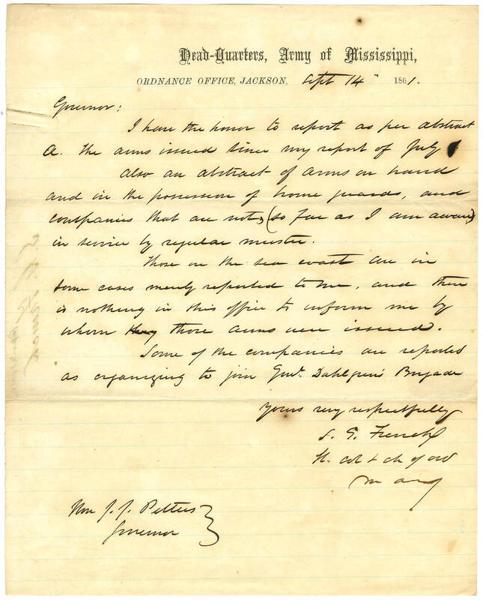 Head-Quarters, Army of Mississippi,
ORDNANCE OFFICE, JACKSON, Sept 14 1861.
Governor:
I have the honor to report as per abstract
A. the arms issued since my report of July
Also an abstract of arms on hand
and in the possession of home guards, and
companies that are not, (so far as I am aware)
in service by regular muster.
Those on the sea coast are in
some cases merely reported to me, and there
is nothing in this office to inform me by
whom they those arms were issued.
Some of the companies are reported
as organizing to join Genl. Dahlgren's Brigade
Yours very respectfully
S. G. French
Lt. Col & Ch of Ord
Hon J. J. Pettus
Governor